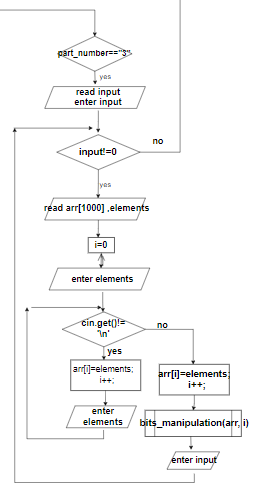 part_number=="3"
yes
read input
enter input
input!=0
no
yes
read arr[1000] ,elements
i=0
enter elements
cin.get()!=
'\n'
no
yes
arr[i]=elements;
i++;
arr[i]=elements;
i++;
enter
elements
bits_manipulation(arr, i)
enter input